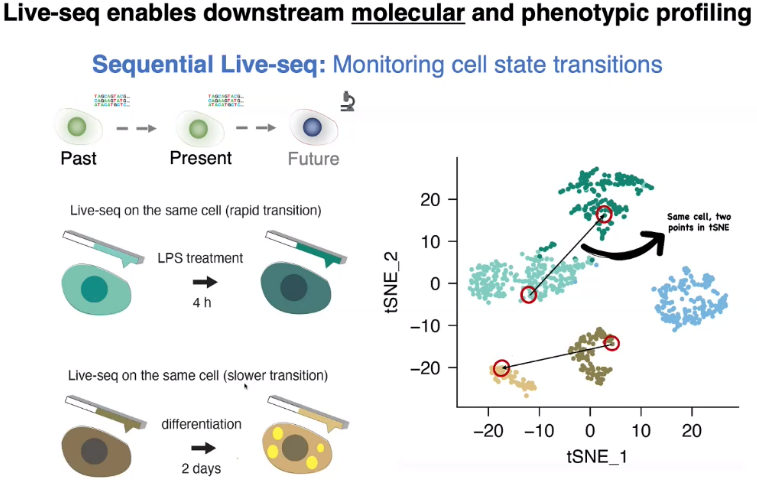 Live-seq enables downstream molecular and phenotypic profiling
Sequential Live-seq: Monitoring cell state transitions
Past
Present
Future
Live-seq on the same cell (rapid transition)
LPS treatment
4 h
Live-seq on the same cell (slower transition)
differentiation
2 days
Same cell, two
points in tSNE
tSNE_2
20
10
0
−10
−20
−20
−10
0
10
20
tSNE_1